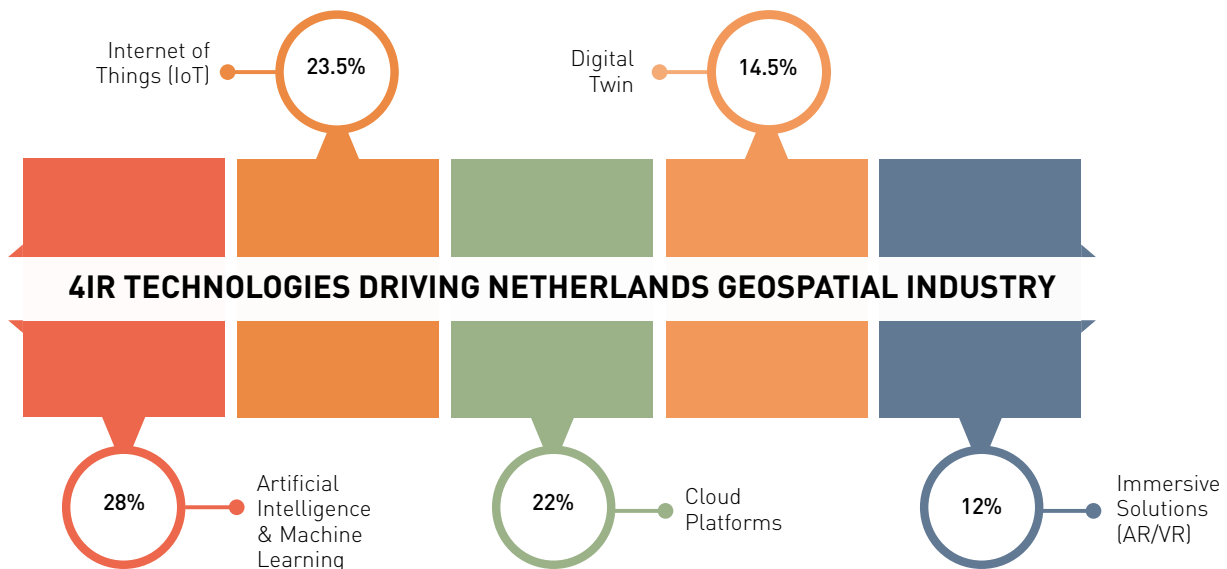 Internet of
Things (IoT)
23.5%
Digital
Twin
14.5%
4IR TECHNOLOGIES DRIVING NETHERLANDS GEOSPATIAL INDUSTRY
28%
Artificial
Intelligence
& Machine
Learning
22%
Cloud
Platforms
12%
Immersive
Solutions
(AR/VR)